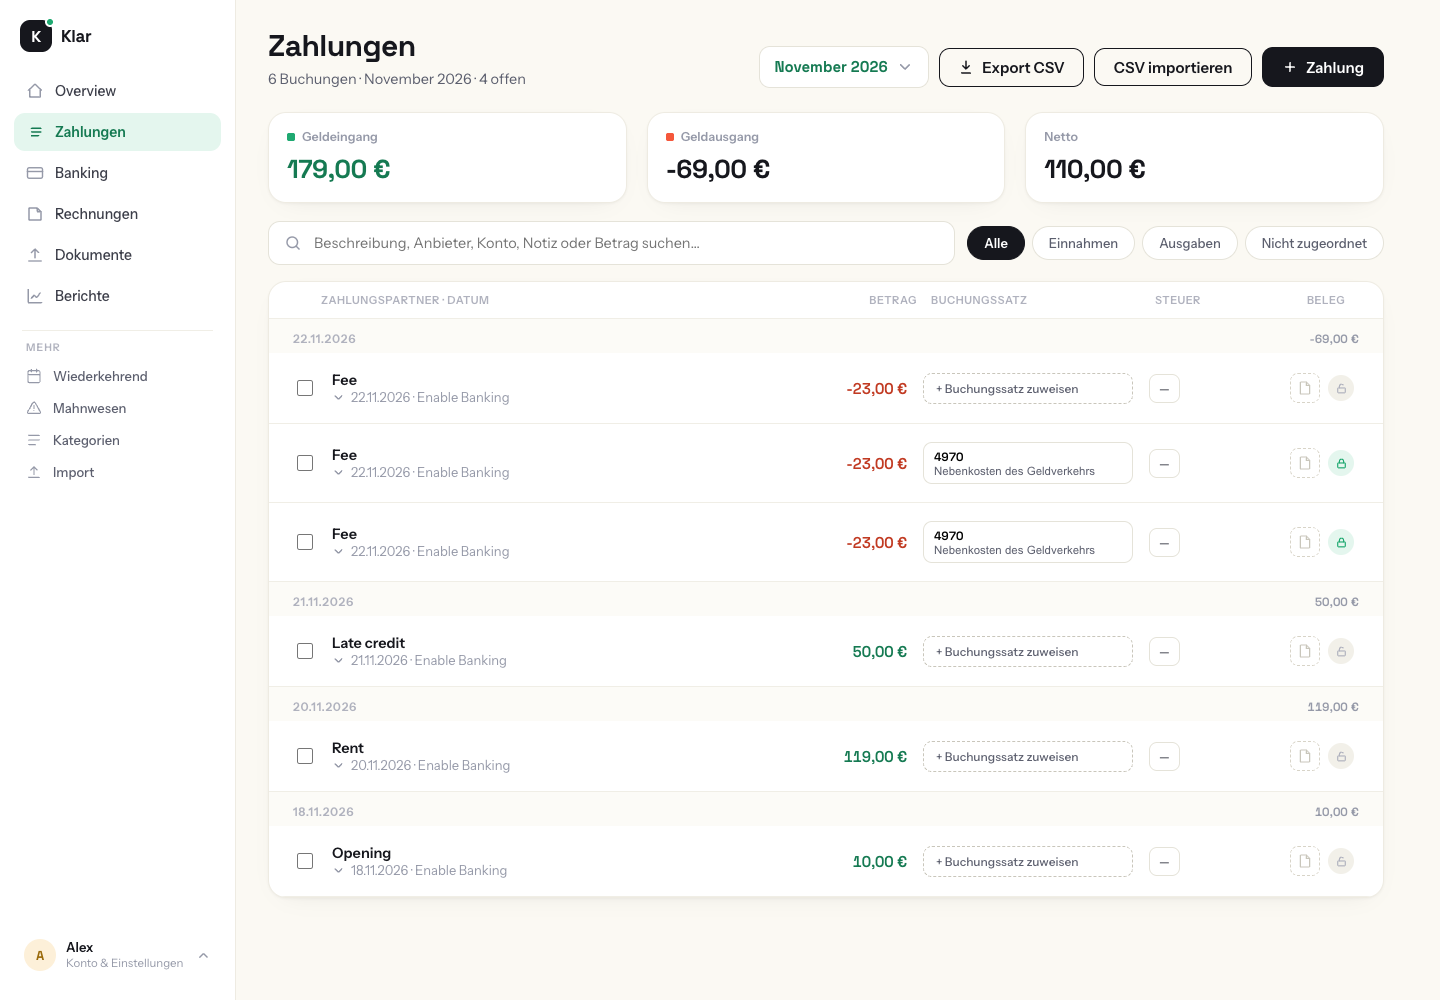 K Klar
Overview
Zahlungen
Banking
Rechnungen
Dokumente
Berichte
MEHR
Wiederkehrend
Mahnwesen
Kategorien
Import
A
Alex
Konto & Einstellungen
Zahlungen
6 Buchungen · November 2026 · 4 offen
November 2026
Export CSV
CSV importieren
+ Zahlung
Geldeingang
179,00 €
Geldausgang
-69,00 €
Netto
110,00 €
Beschreibung, Anbieter, Konto, Notiz oder Betrag suchen...
Alle
Einnahmen
Ausgaben
Nicht zugeordnet
ZAHLUNGSPARTNER · DATUM BETRAG BUCHUNGSSATZ STEUER BELEG
22.11.2026 -69,00 €
Fee
22.11.2026 · Enable Banking
-23,00 €
+ Buchungssatz zuweisen
—
Fee
22.11.2026 · Enable Banking
-23,00 €
4970
Nebenkosten des Geldverkehrs
—
Fee
22.11.2026 · Enable Banking
-23,00 €
4970
Nebenkosten des Geldverkehrs
—
21.11.2026 50,00 €
Late credit
21.11.2026 · Enable Banking
50,00 €
+ Buchungssatz zuweisen
—
20.11.2026 119,00 €
Rent
20.11.2026 · Enable Banking
119,00 €
+ Buchungssatz zuweisen
—
18.11.2026 10,00 €
Opening
18.11.2026 · Enable Banking
10,00 €
+ Buchungssatz zuweisen
—